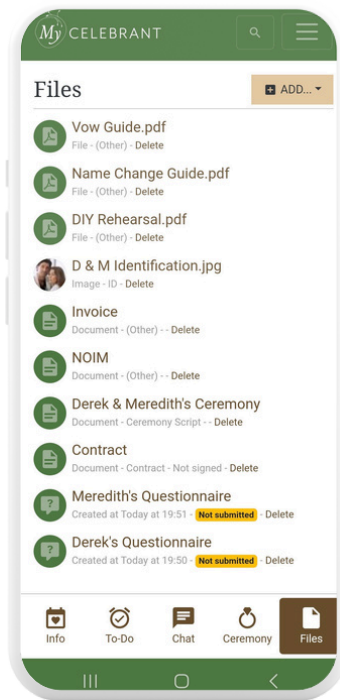 My CELEBRANT
Files
ADD...
Vow Guide.pdf
File - (Other) - Delete
Name Change Guide.pdf
File - (Other) - Delete
DIY Rehearsal.pdf
File - (Other) - Delete
D & M Identification.jpg
Image - ID - Delete
Invoice
Document - (Other) - - Delete
NOIM
Document - (Other) - - Delete
Derek & Meredith's Ceremony
Document - Ceremony Script - - Delete
Contract
Document - Contract - Not signed - Delete
Meredith's Questionnaire
Created at Today at 19:51 - Not submitted - Delete
Derek's Questionnaire
Created at Today at 19:50 - Not submitted - Delete
Info To-Do Chat Ceremony Files